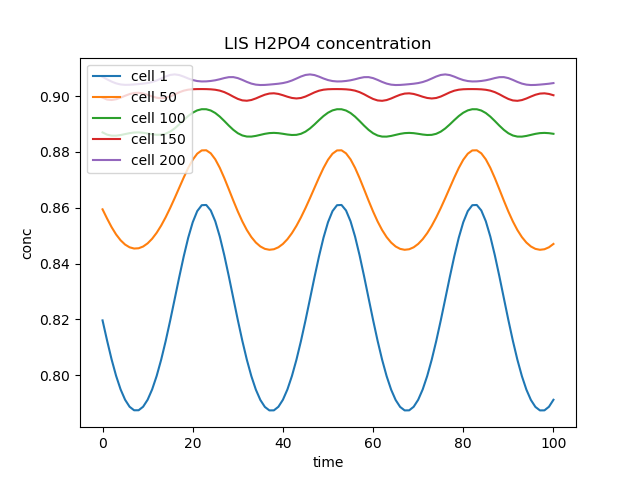 LIS H2PO4 concentration
cell 1
cell 50
cell 100
cell 150
cell 200
conc
0.90
0.88
0.86
0.84
0.82
0.80
0
20
40
60
80
100
time